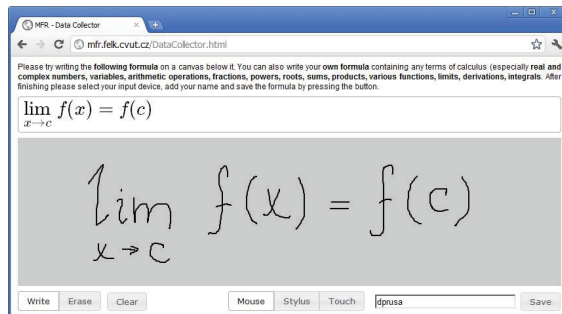 MFR - Data Collector
mfr.felk.cvut.cz/DataCollector.html
Please try writing the following formula on a canvas below it. You can also write your own formula containing any terms of calculus (especially real and
complex numbers, variables, arithmetic operations, fractions, powers, roots, sums, products, various functions, limits, derivations, integrals. After
finishing please select your input device, add your name and save the formula by pressing the button.
lim f(x) = f(c)
x→c
lim f(x) = f(c)
x→c
Write Erase Clear Mouse Stylus Touch dprusa Save